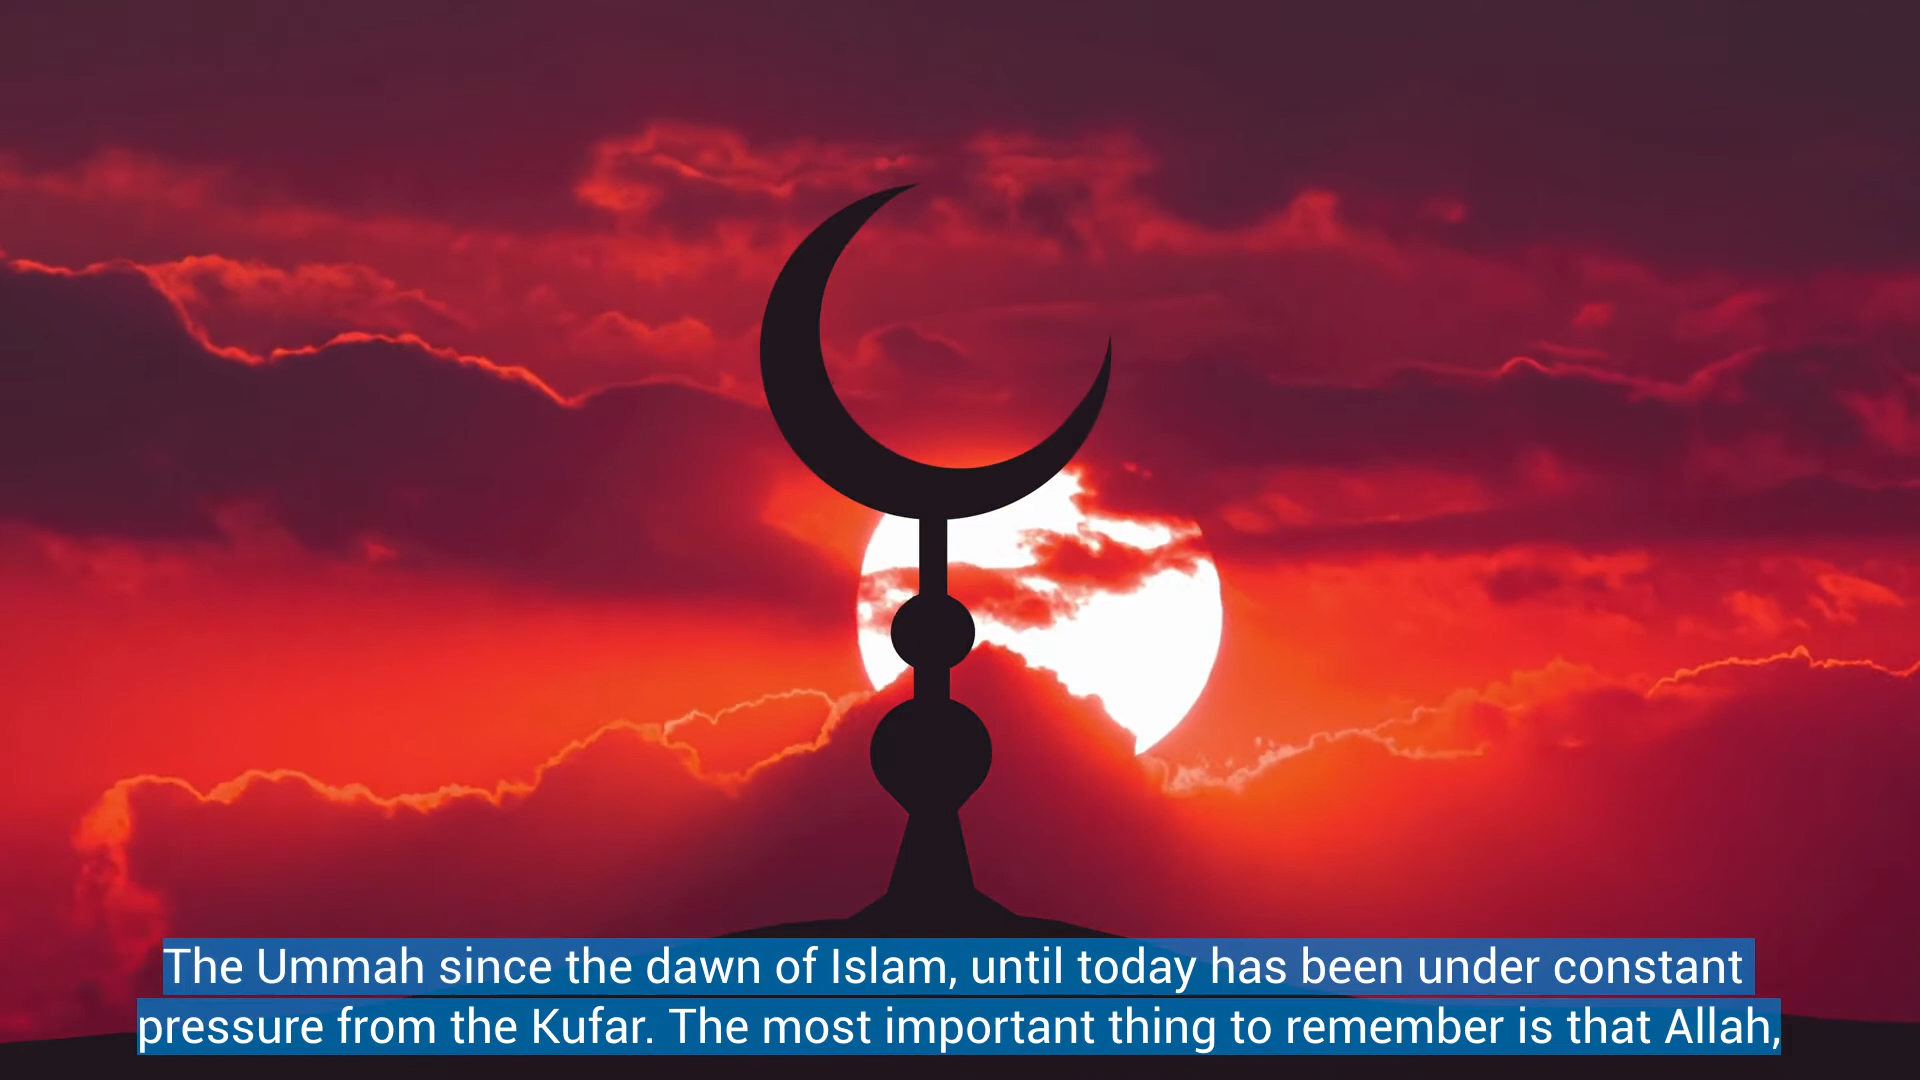 The Ummah since the dawn of Islam, until today has been under constant
pressure from the Kufar. The most important thing to remember is that Allah,